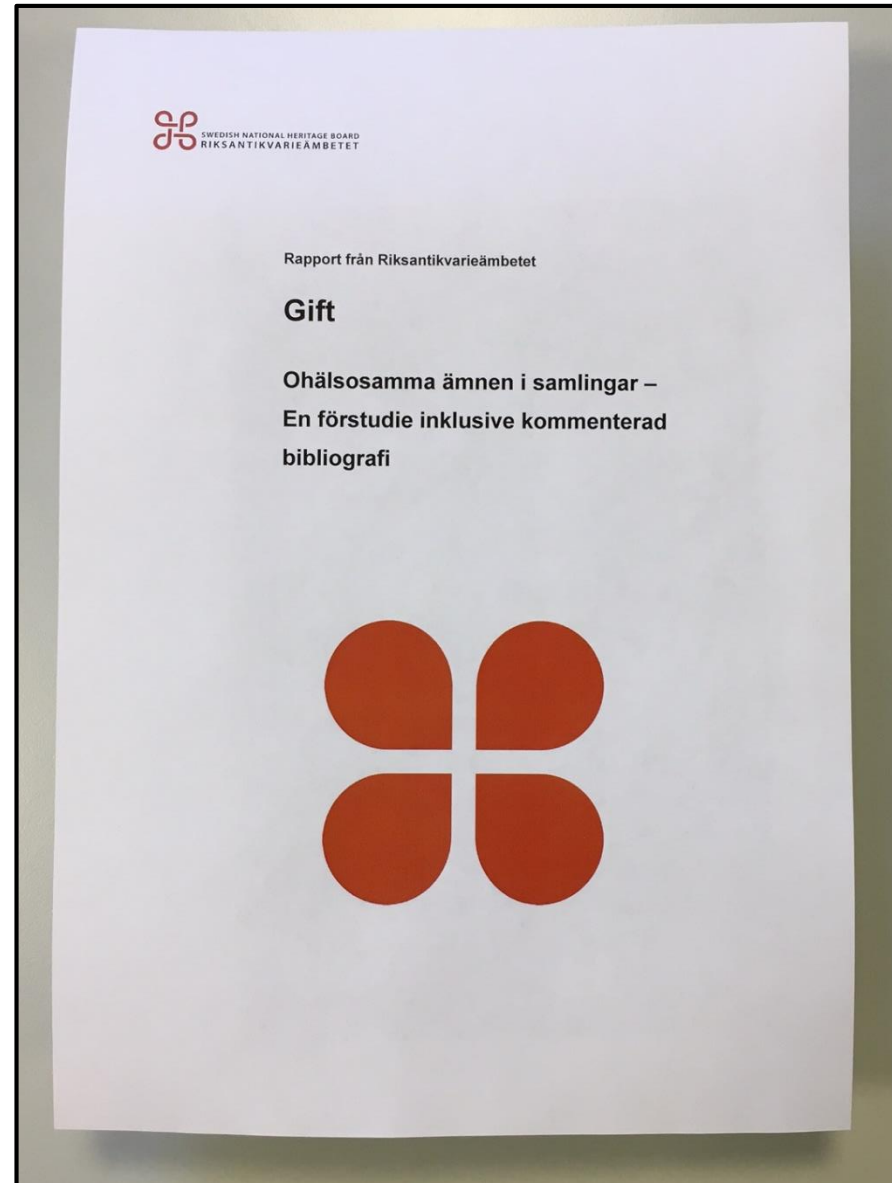 SWEDISH NATIONAL HERITAGE BOARD
RIKSANTIKVARIEÄMBETET
Rapport från Riksantikvarieämbetet
Gift
Ohälsosamma ämnen i samlingar –
En förstudie inklusive kommenterad
bibliografi